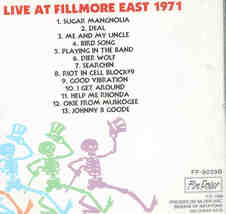 LIVE AT FILLMORE EAST 1971
1. SUGAR MANGNOLIA
2. DEAL
3. ME AND MY UNCLE
4. BIRD SONG
5. PLAYING IN THE BAND
6. DIER WOLF
7. SEARCHIN
8. RIOT IN CELL BLOCK#9
9. GOOD VIBRATION
10. I GET AROUND
11. HELP ME RHONDA
12. OKIE FROM MUSKOGEE
13. JOHNNY B GOODE